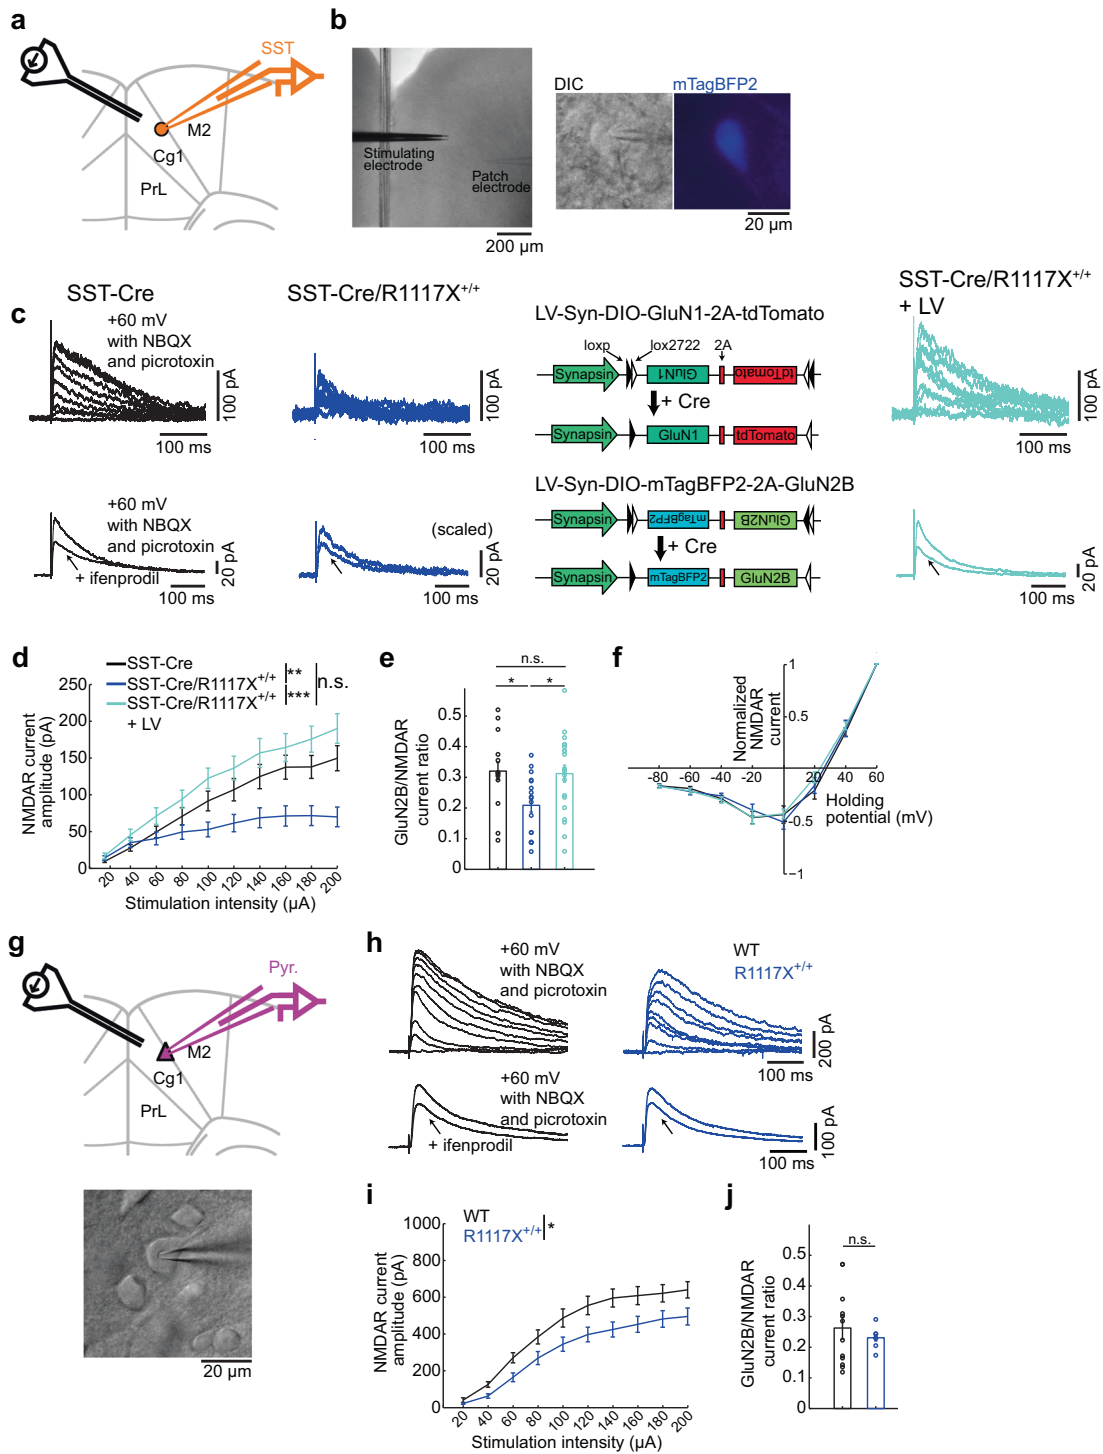 a
SST
M2
Cg1
PrL
b
Stimulating
electrode
Patch
electrode
200 µm
DIC
mTagBFP2
20 µm
c
SST-Cre
+60 mV
with NBQX
and picrotoxin
100 pA
100 ms
+60 mV
with NBQX
and picrotoxin
+ ifenprodil
20 pA
100 ms
SST-Cre/R1117X+/+
100 pA
100 ms
(scaled)
20 pA
100 ms
LV-Syn-DIO-GluN1-2A-tdTomato
loxp
lox2722
2A
Synapsin
GluN1
tdTomato
+ Cre
Synapsin
GluN1
tdTomato
LV-Syn-DIO-mTagBFP2-2A-GluN2B
Synapsin
mTagBFP2
GluN2B
+ Cre
Synapsin
mTagBFP2
GluN2B
SST-Cre/R1117X+/+
+ LV
100 pA
100 ms
20 pA
100 ms
d
SST-Cre
SST-Cre/R1117X+/+
SST-Cre/R1117X+/+
+ LV
**
***
n.s.
NMDAR current
amplitude (pA)
250
200
150
100
50
0
20 40 60 80 100 120 140 160 180 200
Stimulation intensity (µA)
e
n.s.
* *
GluN2B/NMDAR
current ratio
0.5
0.4
0.3
0.2
0.1
0
f
Normalized
NMDAR
current
1
0.5
-0.5
−1
-80 -60 -40 -20 0 20 40 60
Holding
potential (mV)
g
Pyr.
M2
Cg1
PrL
20 µm
h
+60 mV
with NBQX
and picrotoxin
WT
R1117X+/+
200 pA
100 ms
+60 mV
with NBQX
and picrotoxin
+ ifenprodil
100 pA
100 ms
i
WT
R1117X+/+
*
NMDAR current
amplitude (pA)
1000
800
600
400
200
0
20 40 60 80 100 120 140 160 180 200
Stimulation intensity (µA)
j
n.s.
GluN2B/NMDAR
current ratio
0.5
0.4
0.3
0.2
0.1
0